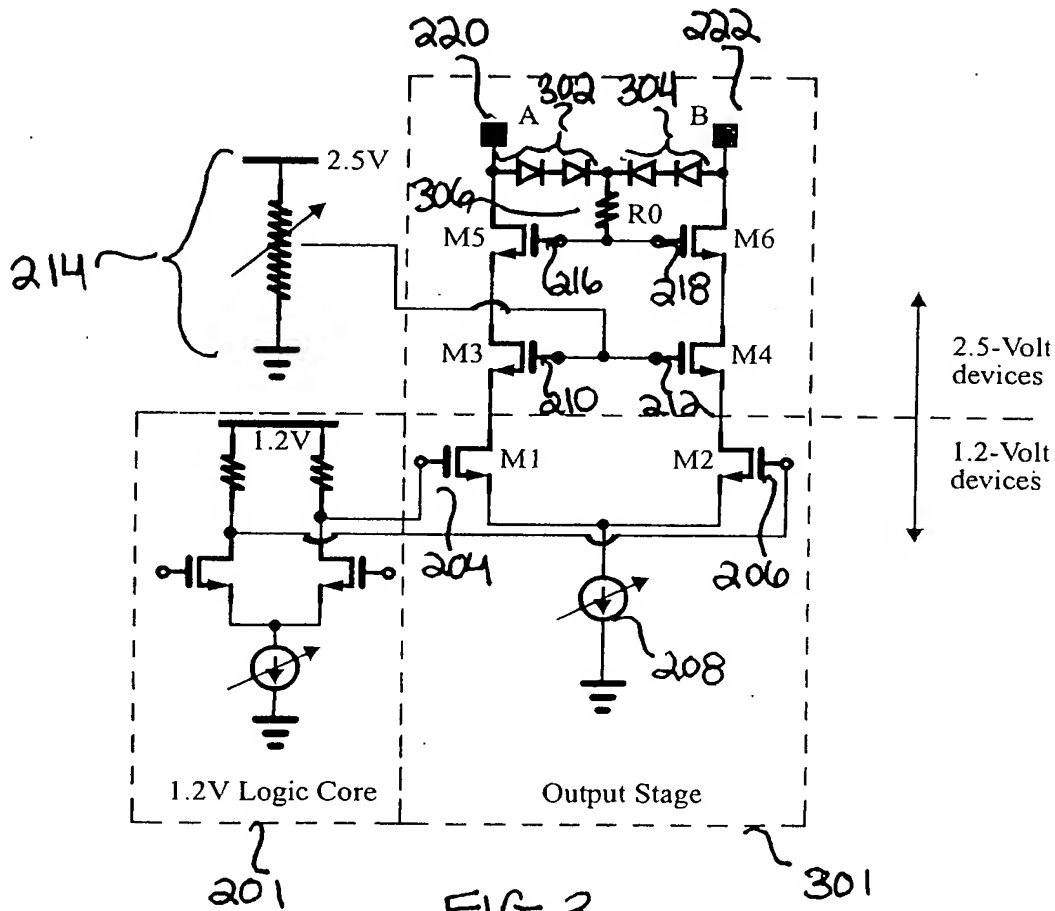 220
222
302
304
A
B
2.5V
306
R0
M5
M6
214
216
218
M3
M4
2.5-Volt
devices
210
212
1.2V
M1
M2
1.2-Volt
devices
204
206
208
1.2V Logic Core
Output Stage
201
301
FIG. 3